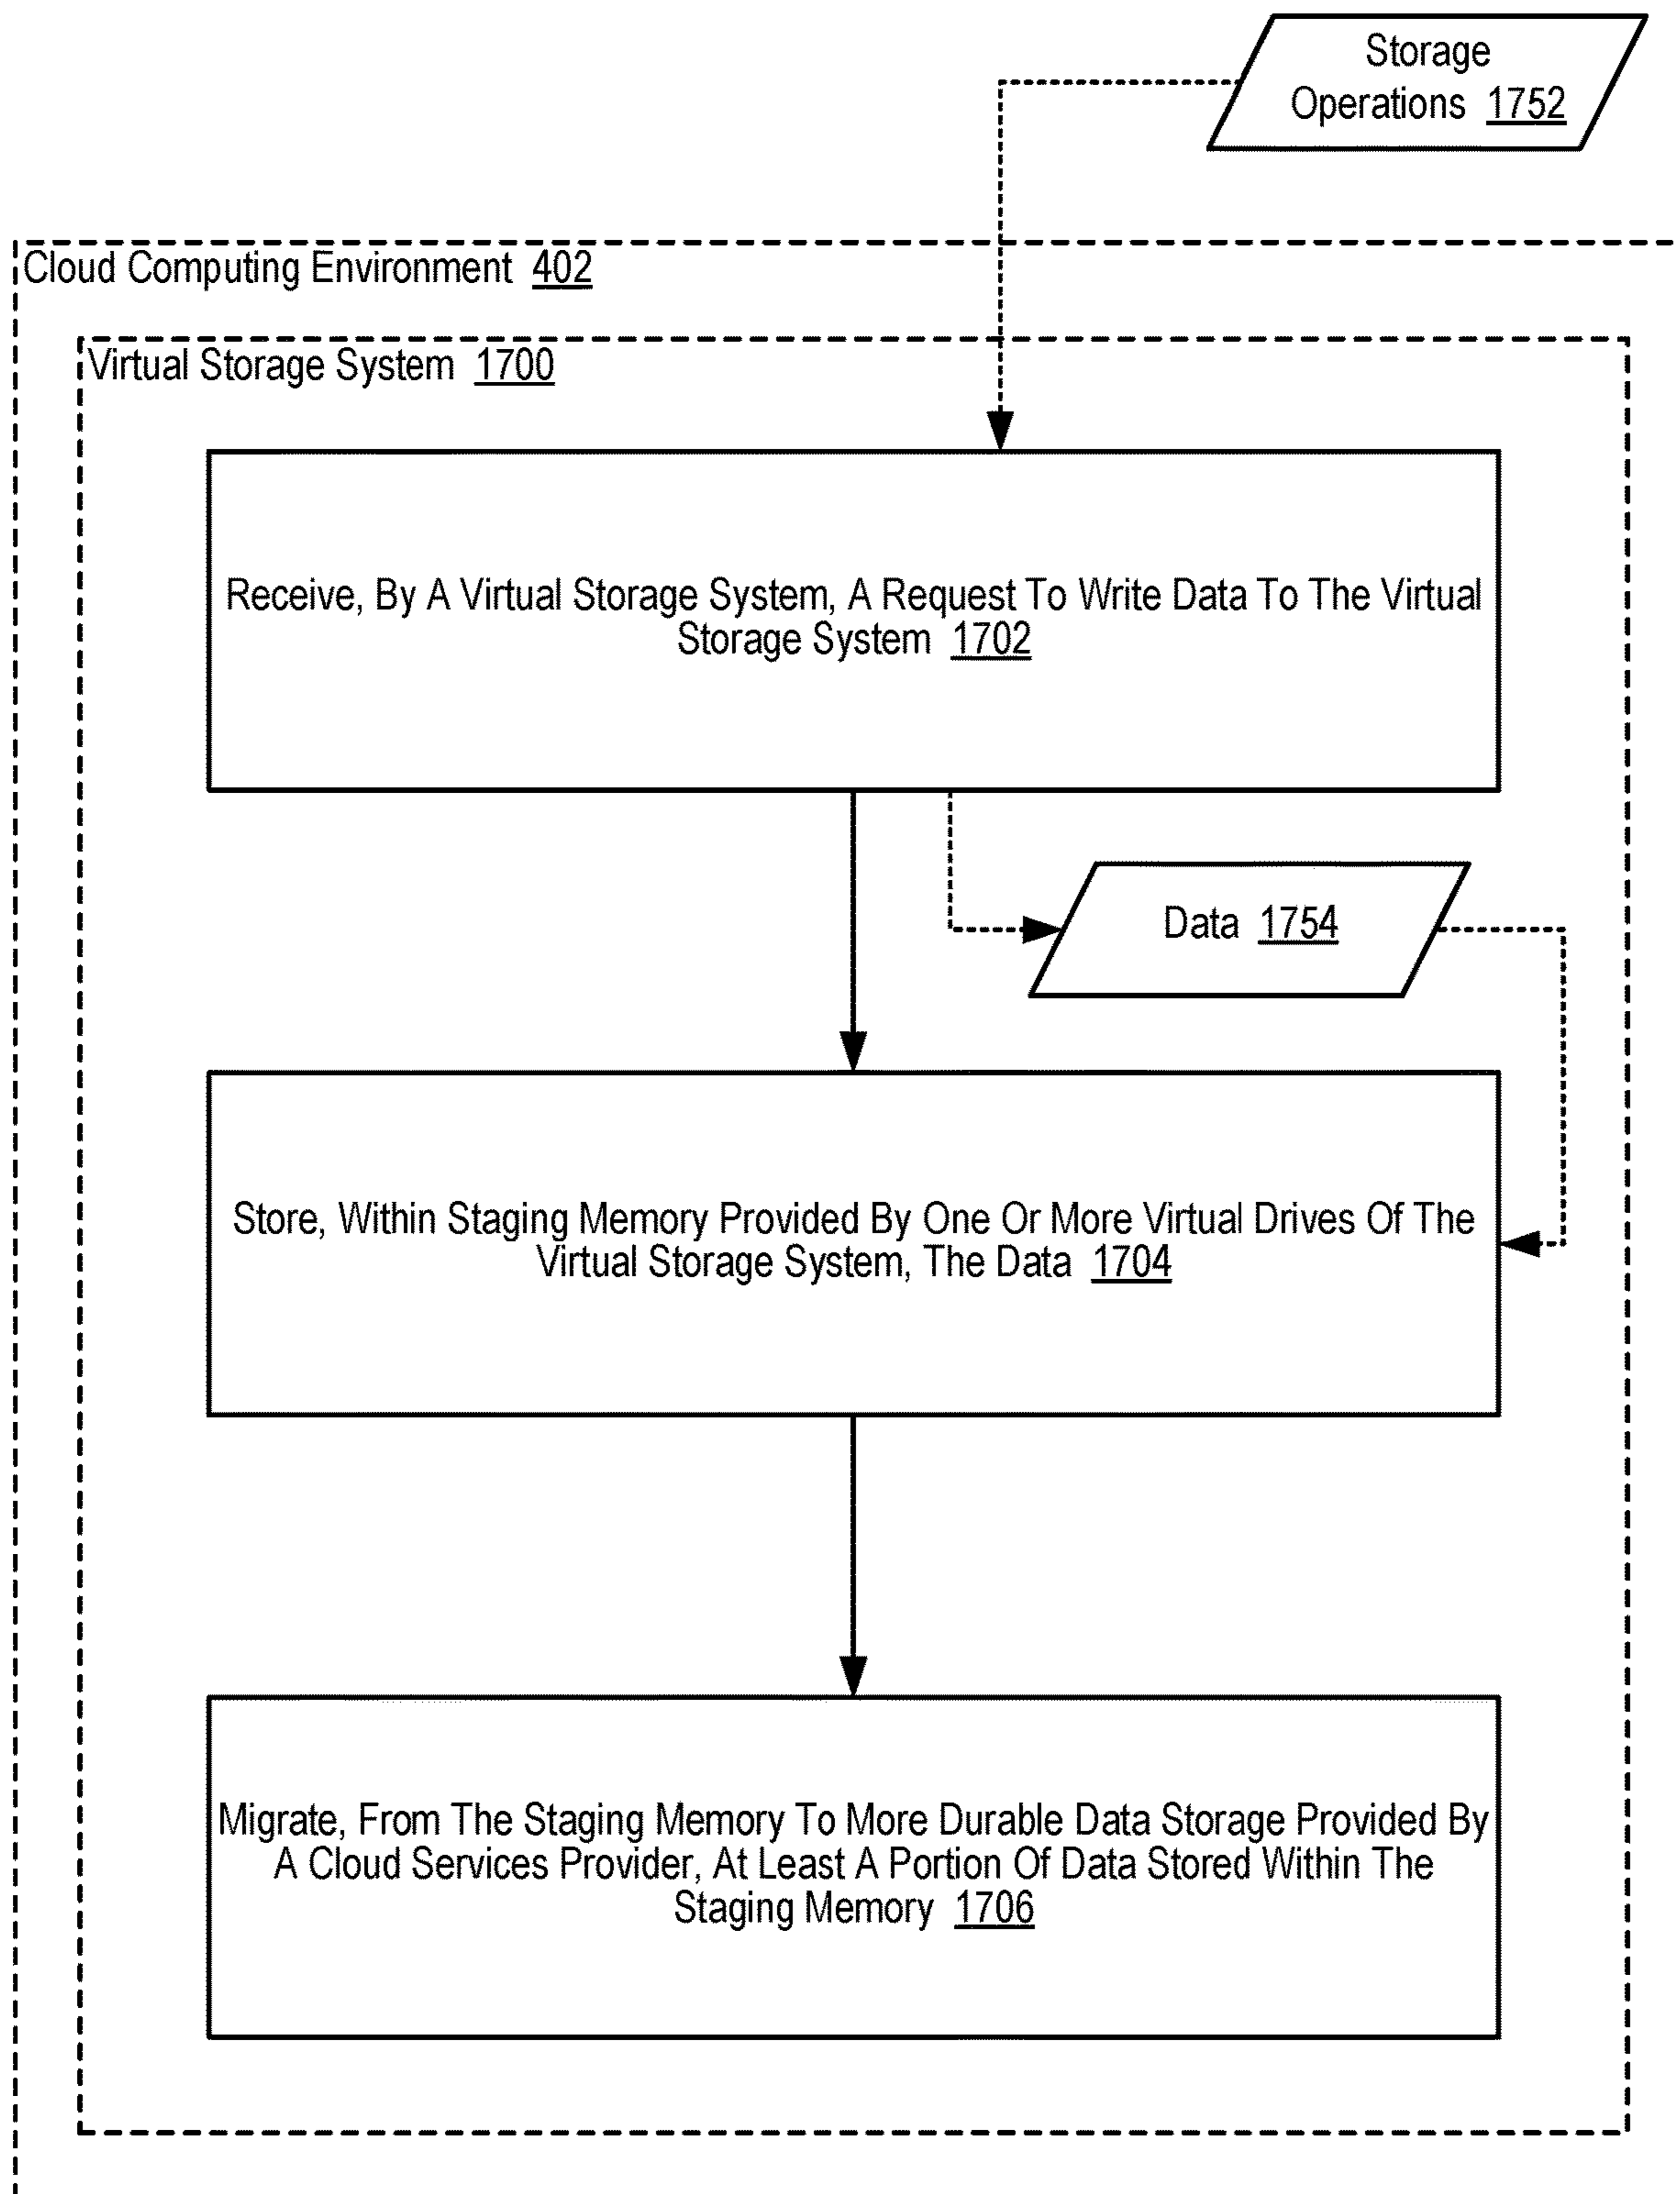 Storage
Operations 1752
Cloud Computing Environment 402
Virtual Storage System 1700
Receive, By A Virtual Storage System, A Request To Write Data To The Virtual
Storage System 1702
Data 1754
Store, Within Staging Memory Provided By One Or More Virtual Drives Of The
Virtual Storage System, The Data 1704
Migrate, From The Staging Memory To More Durable Data Storage Provided By
A Cloud Services Provider, At Least A Portion Of Data Stored Within The
Staging Memory 1706